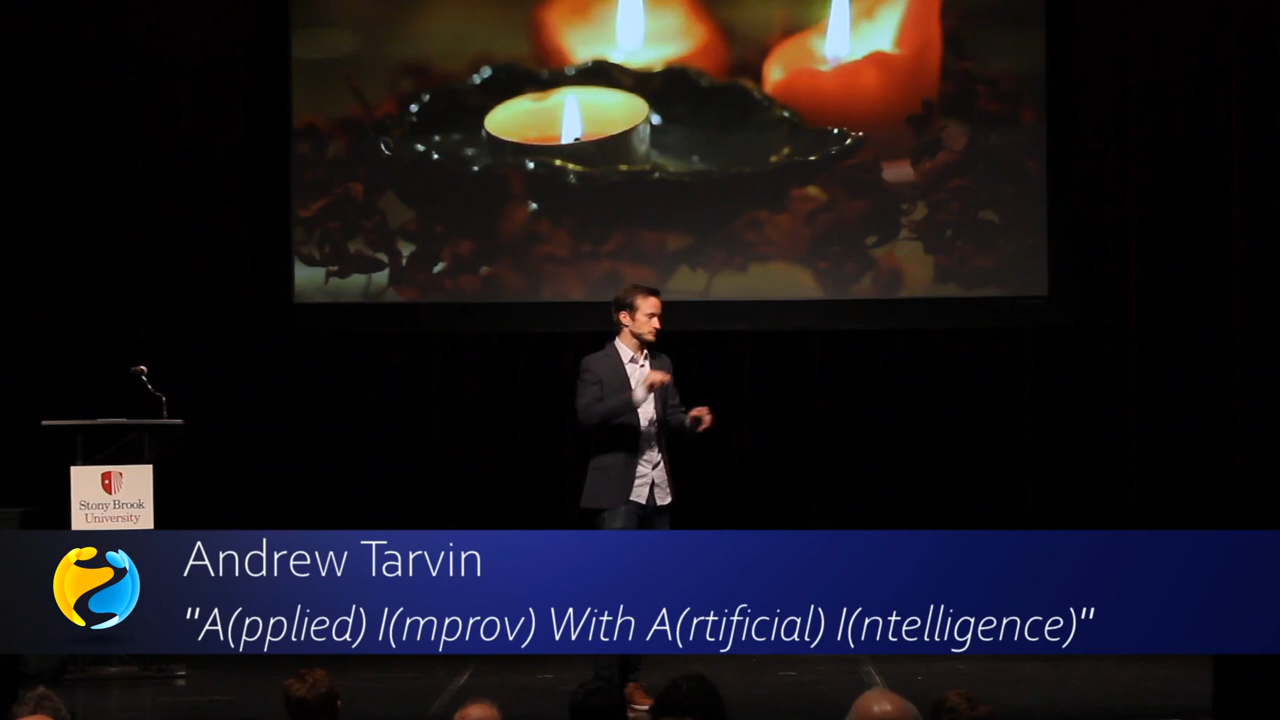 Stony Brook
University
Andrew Tarvin
"A(pplied) I(mprov) With A(rtificial) I(ntelligence)"